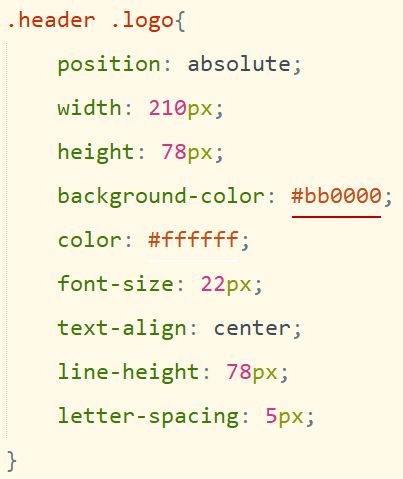 .header .logo{
position: absolute;
width: 210px;
height: 78px;
background-color: #bb0000;
color: #ffffff;
font-size: 22px;
text-align: center;
line-height: 78px;
letter-spacing: 5px;
}